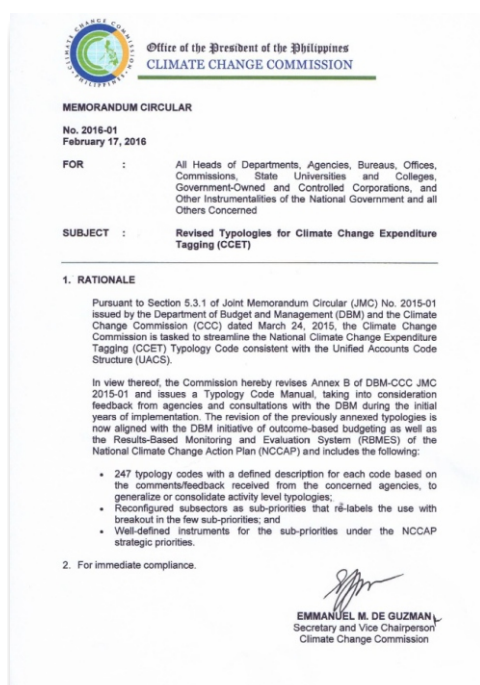 CLIMATE CHANGE COMMISSION
PHILIPPINES
Office of the President of the Philippines
CLIMATE CHANGE COMMISSION
MEMORANDUM CIRCULAR
No. 2016-01
February 17, 2016
FOR : All Heads of Departments, Agencies, Bureaus, Offices,
Commissions, State Universities and Colleges,
Government-Owned and Controlled Corporations, and
Other Instrumentalities of the National Government and all
Others Concerned
SUBJECT : Revised Typologies for Climate Change Expenditure
Tagging (CCET)
1. RATIONALE
Pursuant to Section 5.3.1 of Joint Memorandum Circular (JMC) No. 2015-01
issued by the Department of Budget and Management (DBM) and the Climate
Change Commission (CCC) dated March 24, 2015, the Climate Change
Commission is tasked to streamline the National Climate Change Expenditure
Tagging (CCET) Typology Code consistent with the Unified Accounts Code
Structure (UACS).
In view thereof, the Commission hereby revises Annex B of DBM-CCC JMC
2015-01 and issues a Typology Code Manual, taking into consideration
feedback from agencies and consultations with the DBM during the initial
years of implementation. The revision of the previously annexed typologies is
now aligned with the DBM initiative of outcome-based budgeting as well as
the Results-Based Monitoring and Evaluation System (RBMES) of the
National Climate Change Action Plan (NCCAP) and includes the following:
• 247 typology codes with a defined description for each code based on
the comments/feedback received from the concerned agencies, to
generalize or consolidate activity level typologies;
• Reconfigured subsectors as sub-priorities that re-labels the use with
breakout in the few sub-priorities; and
• Well-defined instruments for the sub-priorities under the NCCAP
strategic priorities.
2. For immediate compliance.
EMMANUEL M. DE GUZMAN
Secretary and Vice Chairperson
Climate Change Commission